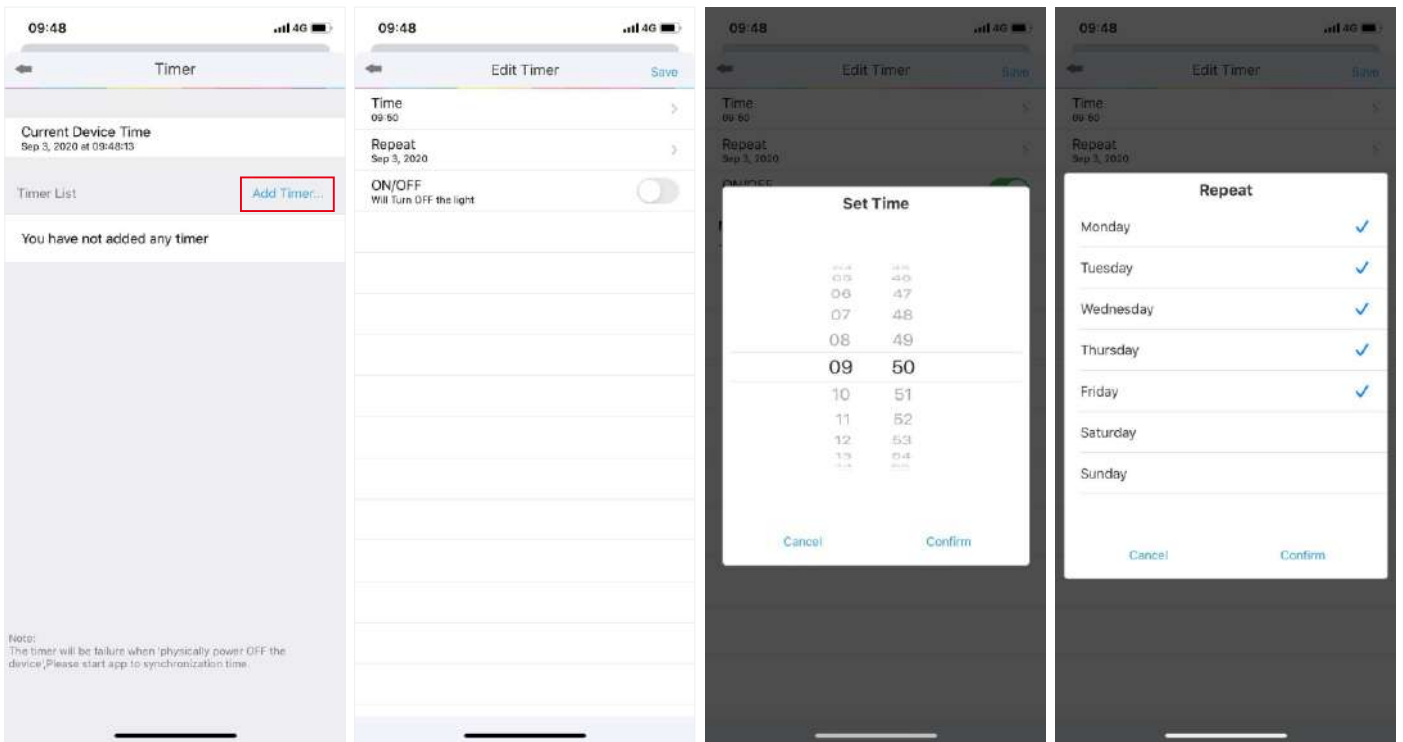 09:48
4G
Timer
Current Device Time
Sep 3, 2020 at 09:48:13
Timer List
Add Timer...
You have not added any timer
Note:
The timer will be failure when 'physically power OFF the
device',Please start app to synchronization time.
09:48
4G
Edit Timer
Save
Time
09:50
Repeat
Sep 3, 2020
ON/OFF
Will Turn OFF the light
09:48
4G
Edit Timer
Save
Time
09:50
Repeat
Sep 3, 2020
ON/OFF
Set Time
05 46
06 47
07 48
08 49
09 50
10 51
11 52
12 53
13 54
Cancel
Confirm
09:48
4G
Edit Timer
Save
Time
09:50
Repeat
Sep 3, 2020
Repeat
Monday
Tuesday
Wednesday
Thursday
Friday
Saturday
Sunday
Cancel
Confirm